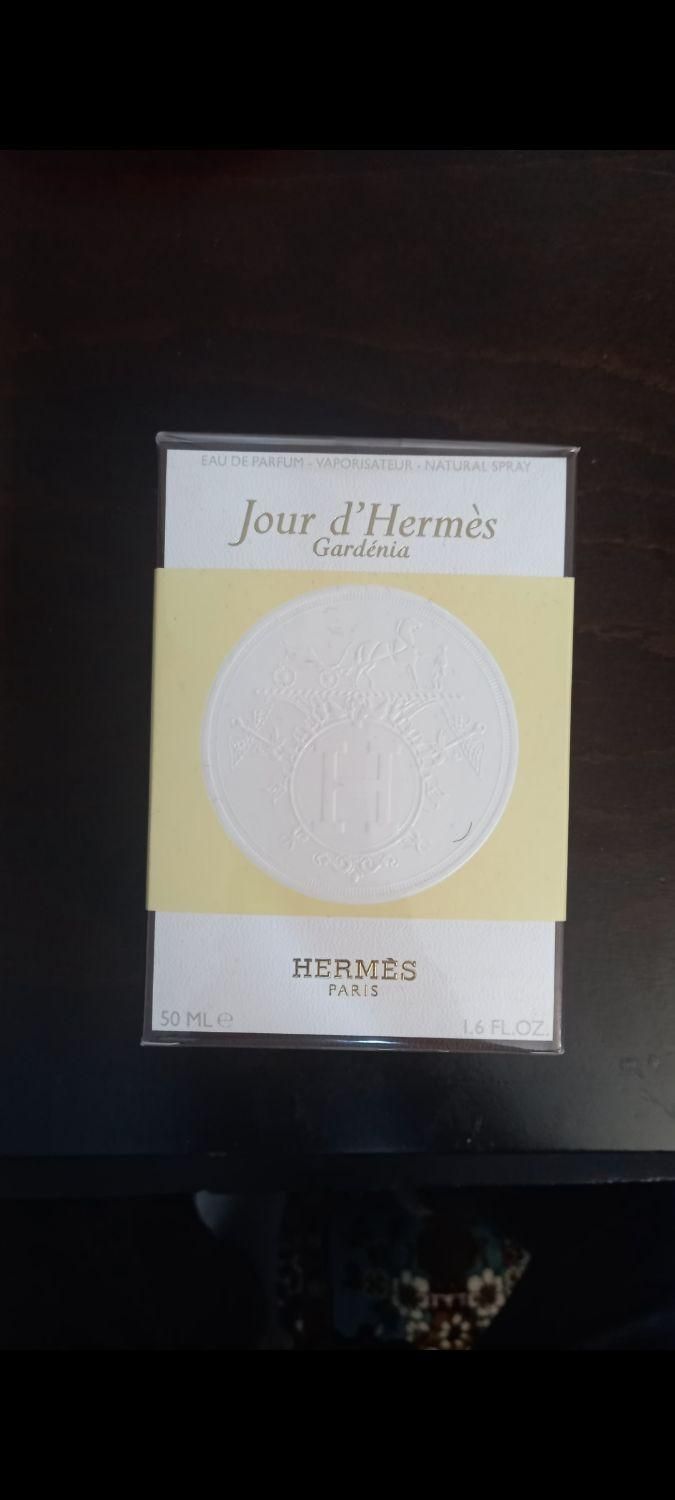 EAU DE PARFUM - VAPORISATEUR - NATURAL SPRAY
Jour d'Hermès
Gardénia
H
HERMÈS
PARIS
50 ML ℮
1.6 FL.OZ.